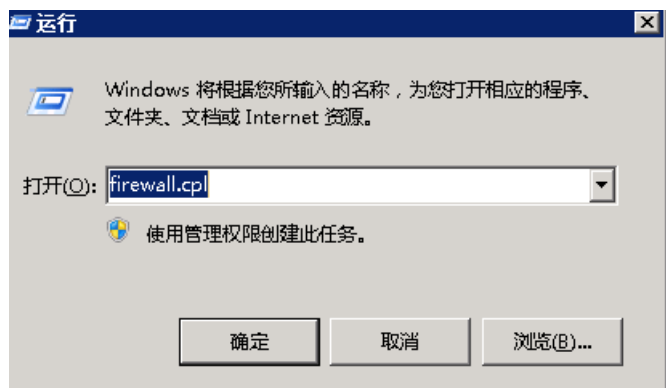 运行
Windows 将根据您所输入的名称，为您打开相应的程序、
文件夹、文档或 Internet 资源。
打开(O): firewall.cpl
使用管理权限创建此任务。
确定 取消 浏览(B)...